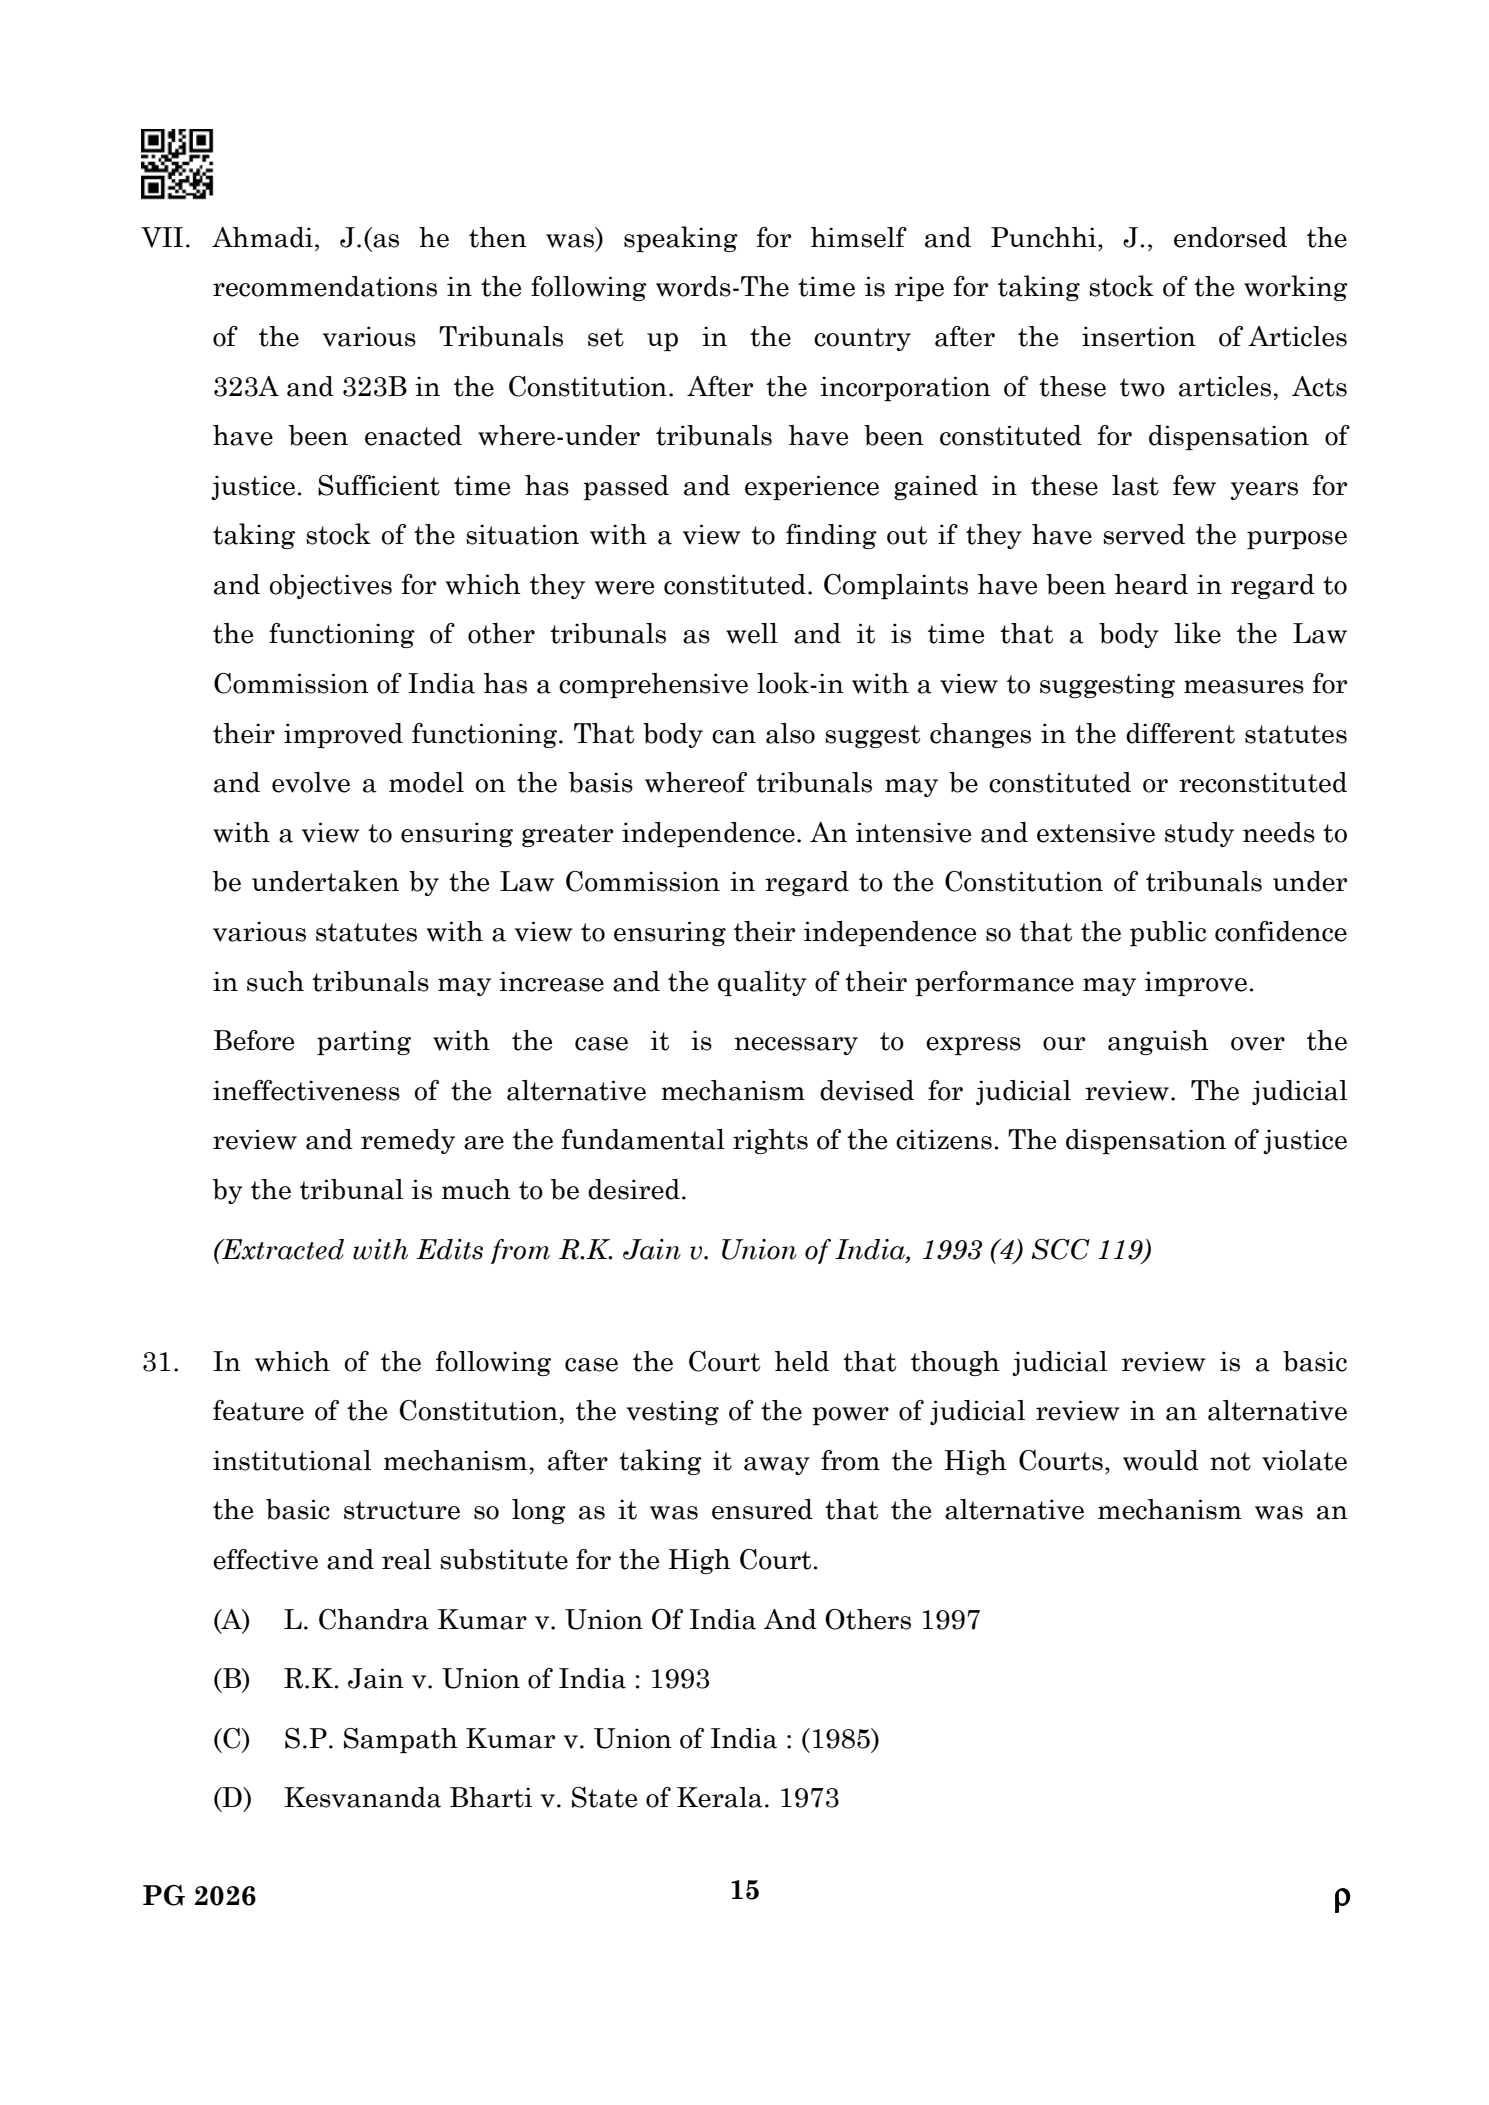 VII. Ahmadi, J.(as he then was) speaking for himself and Punchhi, J., endorsed the
recommendations in the following words-The time is ripe for taking stock of the working
of the various Tribunals set up in the country after the insertion of Articles
323A and 323B in the Constitution. After the incorporation of these two articles, Acts
have been enacted where-under tribunals have been constituted for dispensation of
justice. Sufficient time has passed and experience gained in these last few years for
taking stock of the situation with a view to finding out if they have served the purpose
and objectives for which they were constituted. Complaints have been heard in regard to
the functioning of other tribunals as well and it is time that a body like the Law
Commission of India has a comprehensive look-in with a view to suggesting measures for
their improved functioning. That body can also suggest changes in the different statutes
and evolve a model on the basis whereof tribunals may be constituted or reconstituted
with a view to ensuring greater independence. An intensive and extensive study needs to
be undertaken by the Law Commission in regard to the Constitution of tribunals under
various statutes with a view to ensuring their independence so that the public confidence
in such tribunals may increase and the quality of their performance may improve.
Before parting with the case it is necessary to express our anguish over the
ineffectiveness of the alternative mechanism devised for judicial review. The judicial
review and remedy are the fundamental rights of the citizens. The dispensation of justice
by the tribunal is much to be desired.
(Extracted with Edits from R.K. Jain v. Union of India, 1993 (4) SCC 119)
31. In which of the following case the Court held that though judicial review is a basic
feature of the Constitution, the vesting of the power of judicial review in an alternative
institutional mechanism, after taking it away from the High Courts, would not violate
the basic structure so long as it was ensured that the alternative mechanism was an
effective and real substitute for the High Court.
(A) L. Chandra Kumar v. Union Of India And Others 1997
(B) R.K. Jain v. Union of India : 1993
(C) S.P. Sampath Kumar v. Union of India : (1985)
(D) Kesvananda Bharti v. State of Kerala. 1973
PG 2026 15 ρ